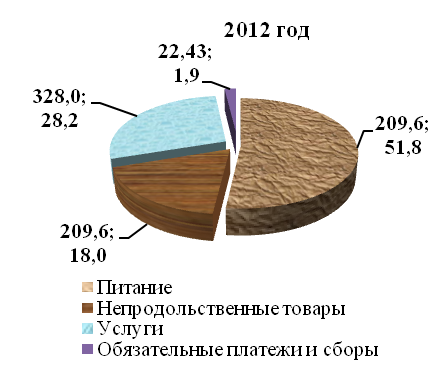 2012 год
22,43;
1,9
328,0;
28,2
209,6;
51,8
209,6;
18,0
Питание
Непродольственные товары
Услуги
Обязательные платежи и сборы